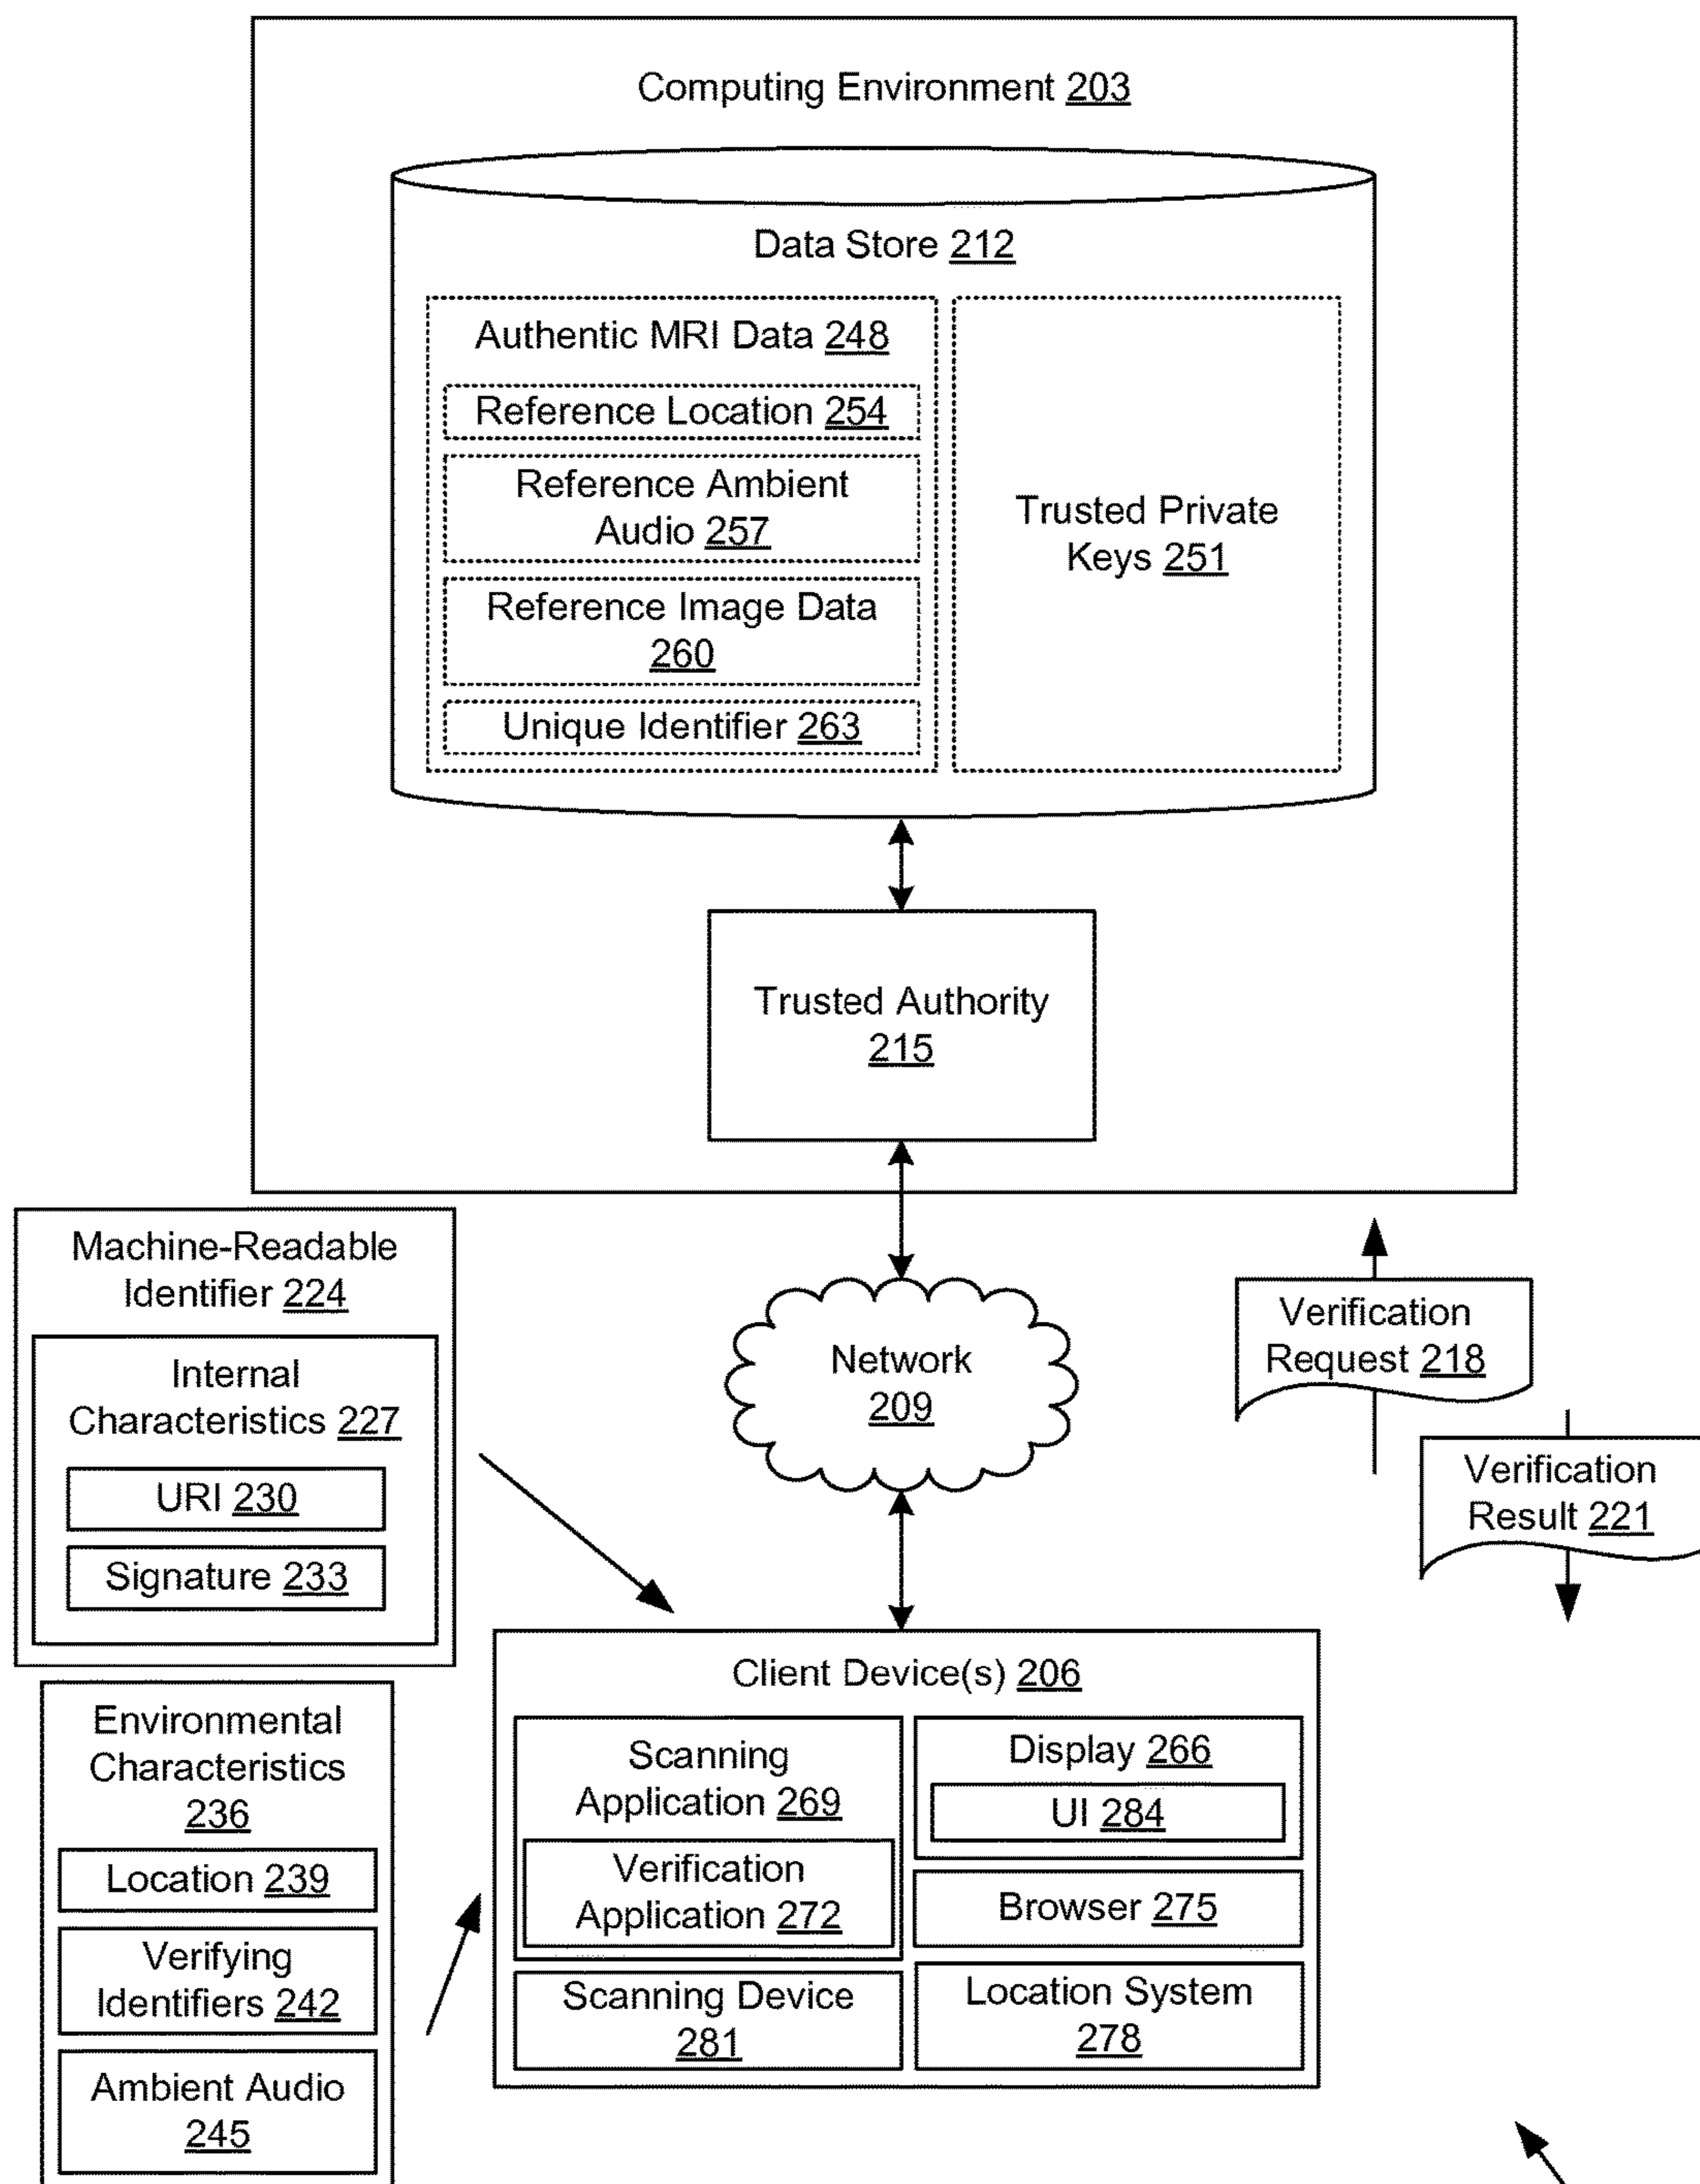 Computing Environment 203
Data Store 212
Authentic MRI Data 248
Reference Location 254
Reference Ambient
Audio 257
Reference Image Data
260
Unique Identifier 263
Trusted Private
Keys 251
Trusted Authority
215
Machine-Readable
Identifier 224
Internal
Characteristics 227
URI 230
Signature 233
Network
209
Verification
Request 218
Verification
Result 221
Environmental
Characteristics
236
Location 239
Verifying
Identifiers 242
Ambient Audio
245
Client Device(s) 206
Scanning
Application 269
Verification
Application 272
Scanning Device
281
Display 266
UI 284
Browser 275
Location System
278